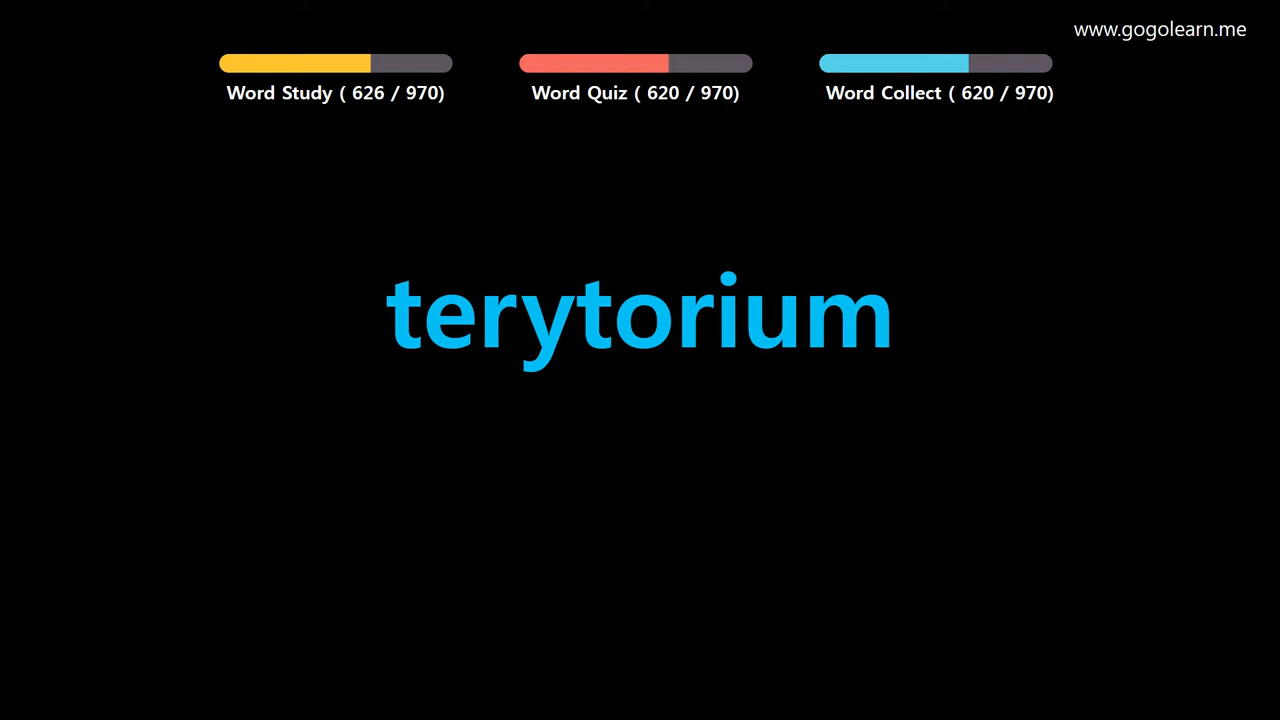 www.gogolearn.me
Word Study ( 626 / 970)
Word Quiz ( 620 / 970)
Word Collect ( 620 / 970)
terytorium